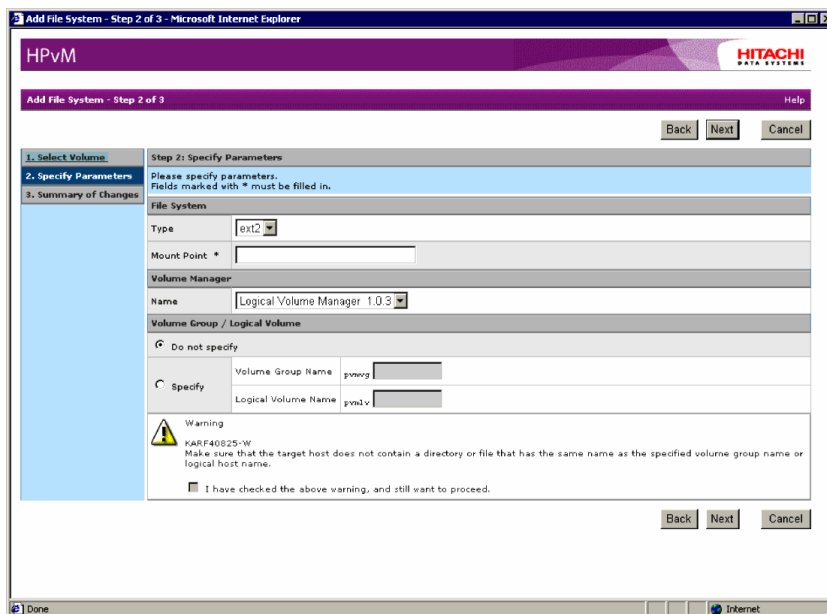 Add File System - Step 2 of 3 - Microsoft Internet Explorer
HPvM
HITACHI
DATA SYSTEMS
Add File System - Step 2 of 3
Help
Back Next Cancel
1. Select Volume
2. Specify Parameters
3. Summary of Changes
Step 2: Specify Parameters
Please specify parameters.
Fields marked with * must be filled in.
File System
Type ext2
Mount Point *
Volume Manager
Name Logical Volume Manager 1.0.3
Volume Group / Logical Volume
Do not specify
Specify
Volume Group Name pvmvg
Logical Volume Name pvmlv
Warning
KARF40825-W
Make sure that the target host does not contain a directory or file that has the same name as the specified volume group name or
logical host name.
I have checked the above warning, and still want to proceed.
Back Next Cancel
Done
Internet